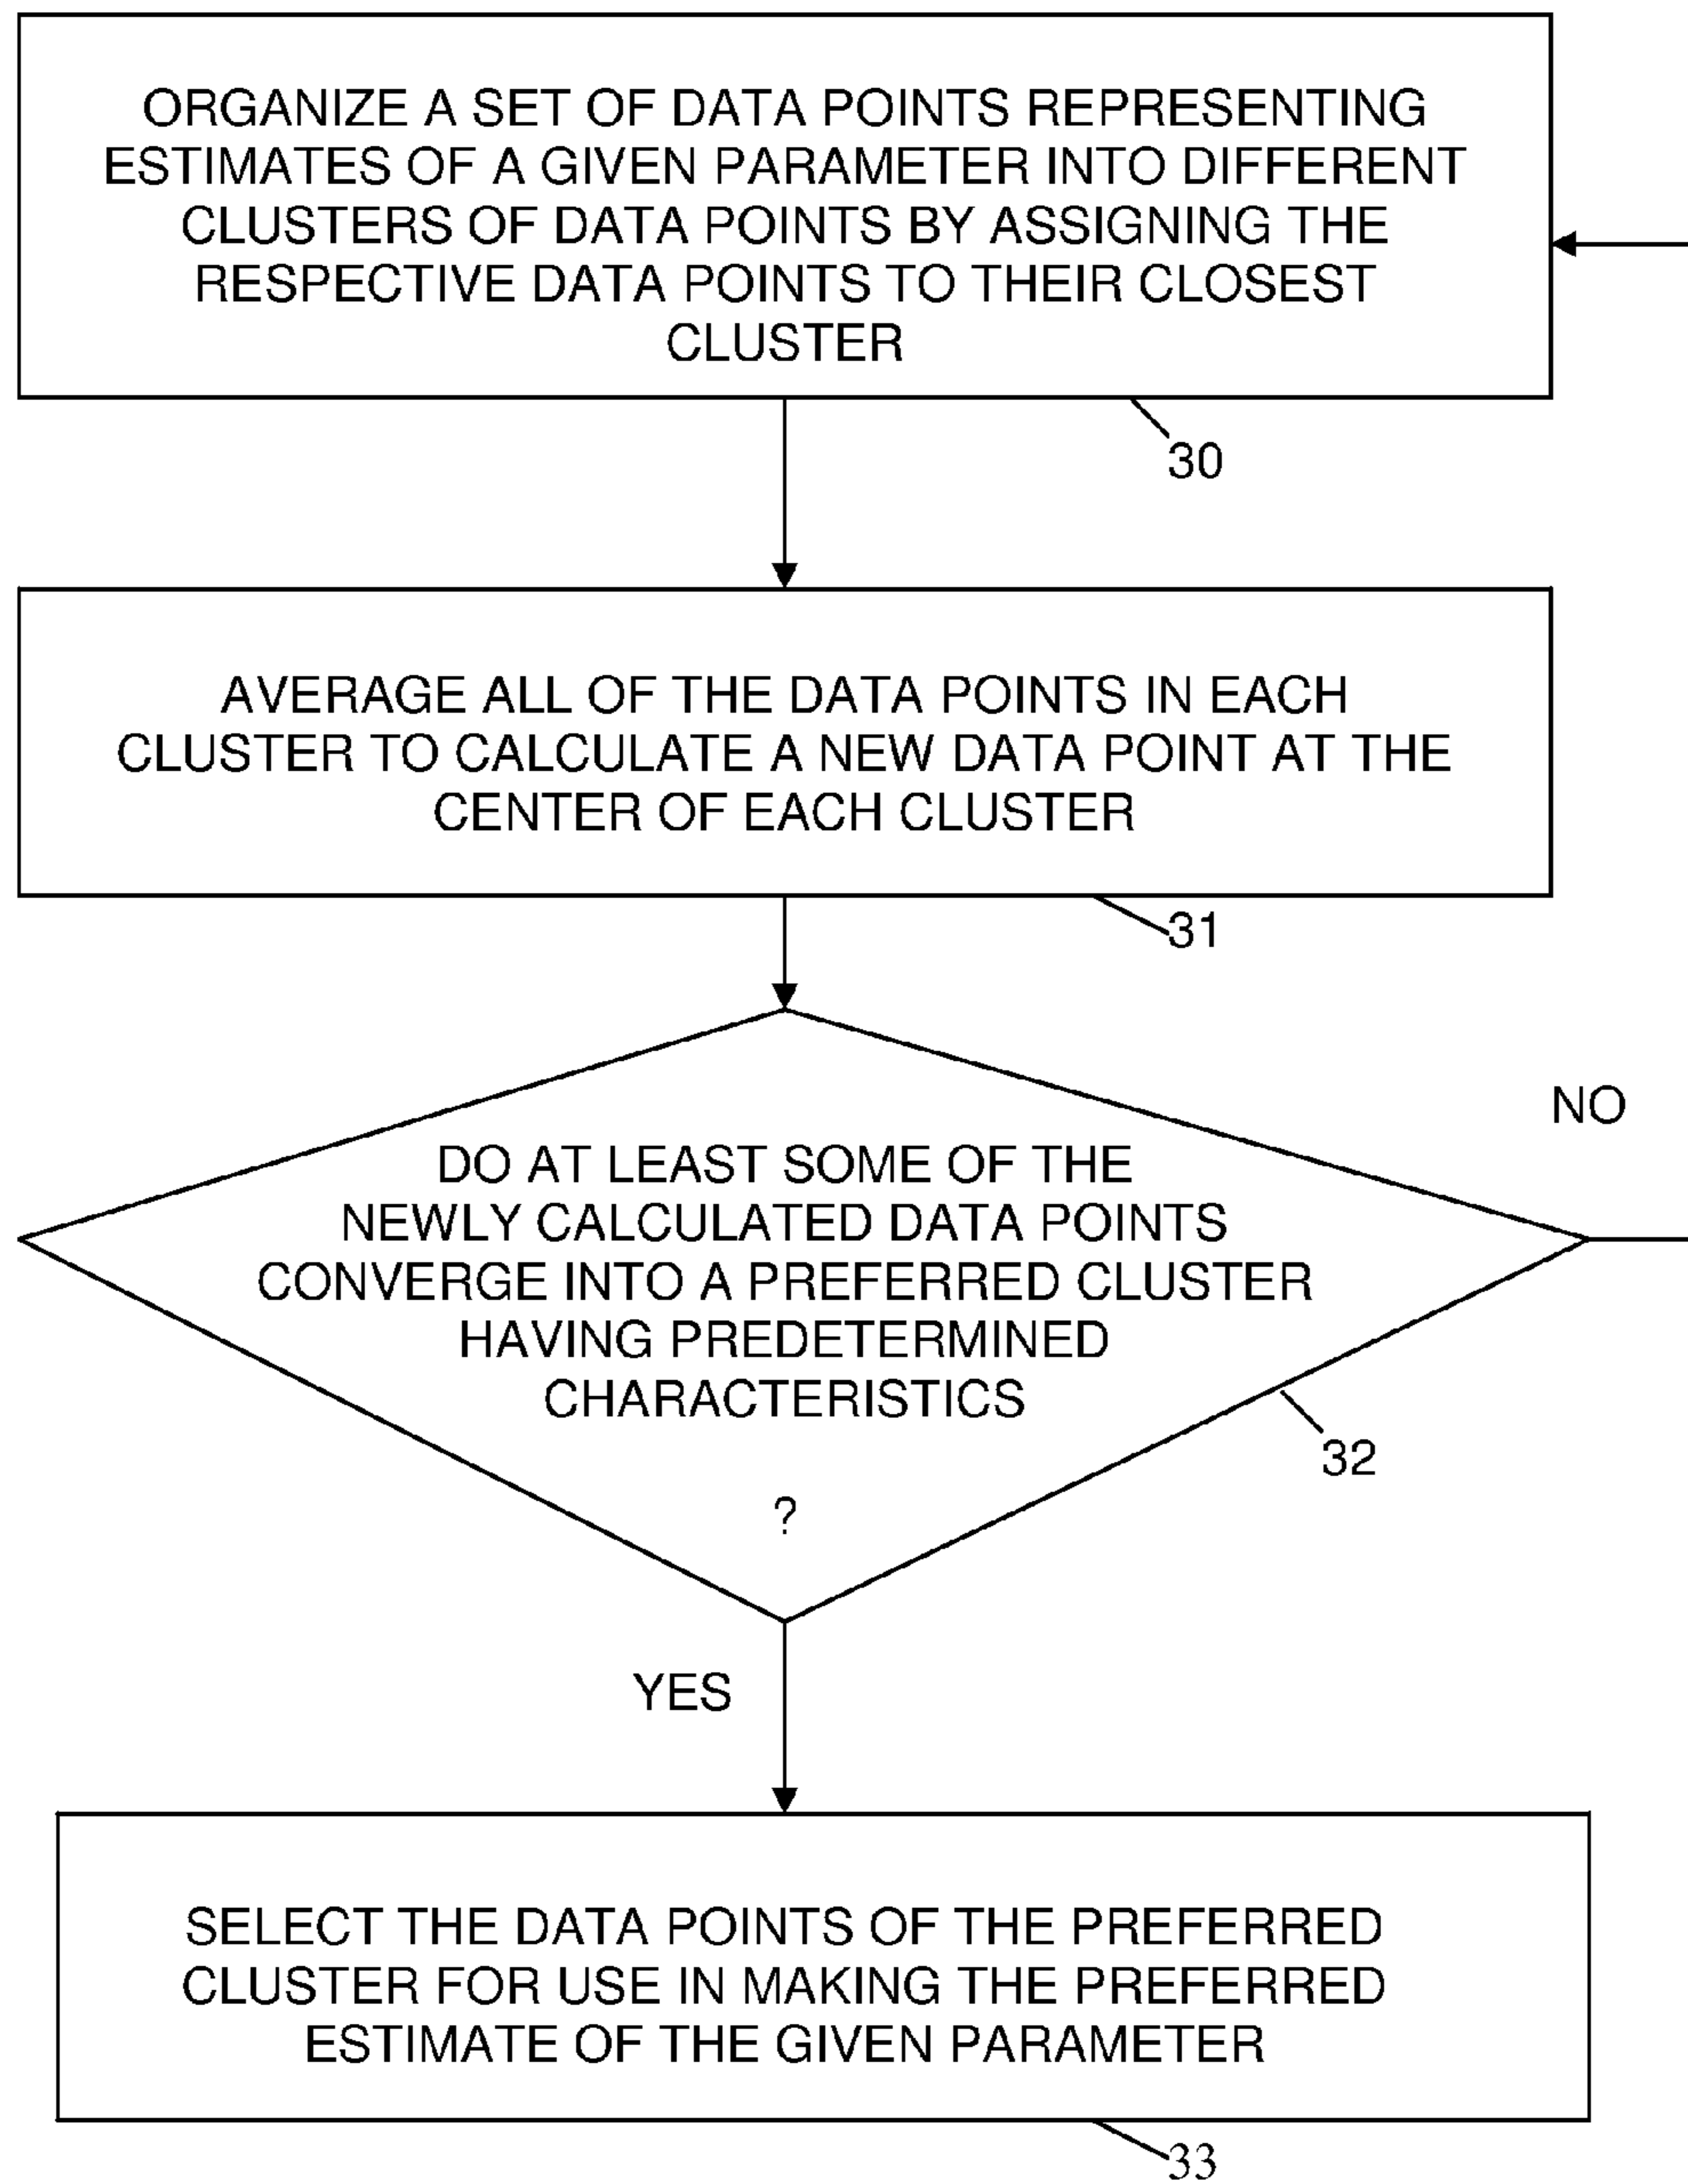 ORGANIZE A SET OF DATA POINTS REPRESENTING
ESTIMATES OF A GIVEN PARAMETER INTO DIFFERENT
CLUSTERS OF DATA POINTS BY ASSIGNING THE
RESPECTIVE DATA POINTS TO THEIR CLOSEST
CLUSTER
30
AVERAGE ALL OF THE DATA POINTS IN EACH
CLUSTER TO CALCULATE A NEW DATA POINT AT THE
CENTER OF EACH CLUSTER
31
NO
DO AT LEAST SOME OF THE
NEWLY CALCULATED DATA POINTS
CONVERGE INTO A PREFERRED CLUSTER
HAVING PREDETERMINED
CHARACTERISTICS
?
32
YES
SELECT THE DATA POINTS OF THE PREFERRED
CLUSTER FOR USE IN MAKING THE PREFERRED
ESTIMATE OF THE GIVEN PARAMETER
33